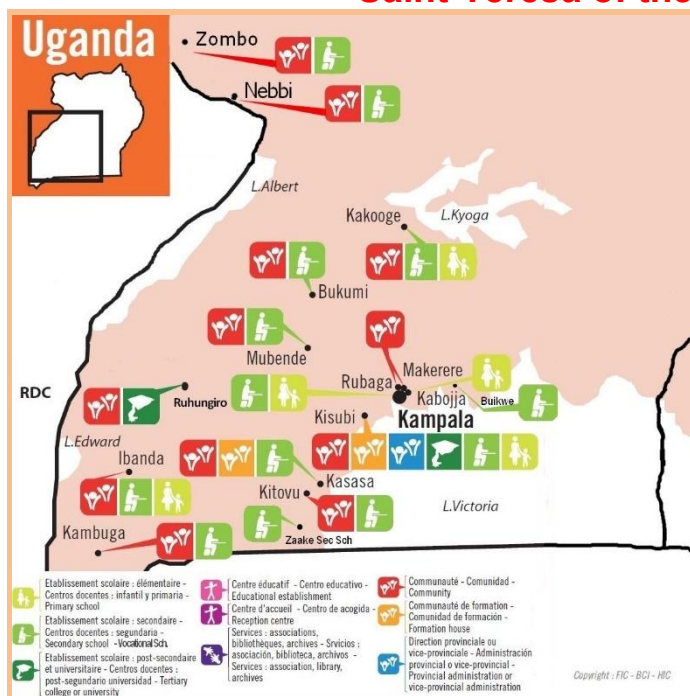 Uganda
Zombo
Nebbi
L.Albert
Kakooge
L.Kyoga
Bukumi
Mubende
Rubaga
Makerere
RDC
Ruhungiro
Kabojja
Buikwe
Kisubi
Kampala
L.Edward
Ibanda
Kasasa
Kitovu
L.Victoria
Kambuga
Zaake Sec Sch
Etablissement scolaire : élémentaire -
Centros docentes : infantil y primaria -
Primary school
Etablissement scolaire : secondaire -
Centros docentes : segundaria -
Secondary school - Vocational Sch.
Etablissement scolaire : post-secondaire
et universitaire - Centros docentes
: post-segundario universidad - Tertiary
college or university
Centre éducatif - Centro educativo -
Educational establishment
Centre d'accueil - Centro de acogida -
Reception centre
Services : associations,
bibliothèques, archives - Srvicios :
asociación, biblioteca, archivos -
Services : association, library,
archives
Communauté - Comunidad -
Community
Communauté de formation -
Comunidad de formación -
Formation house
Direction provinciale ou
vice-provinciale - Administración
provincial o vice-provincial -
Provincial administration or
vice-provincial administration
Copyright : FIC - BCI - HIC